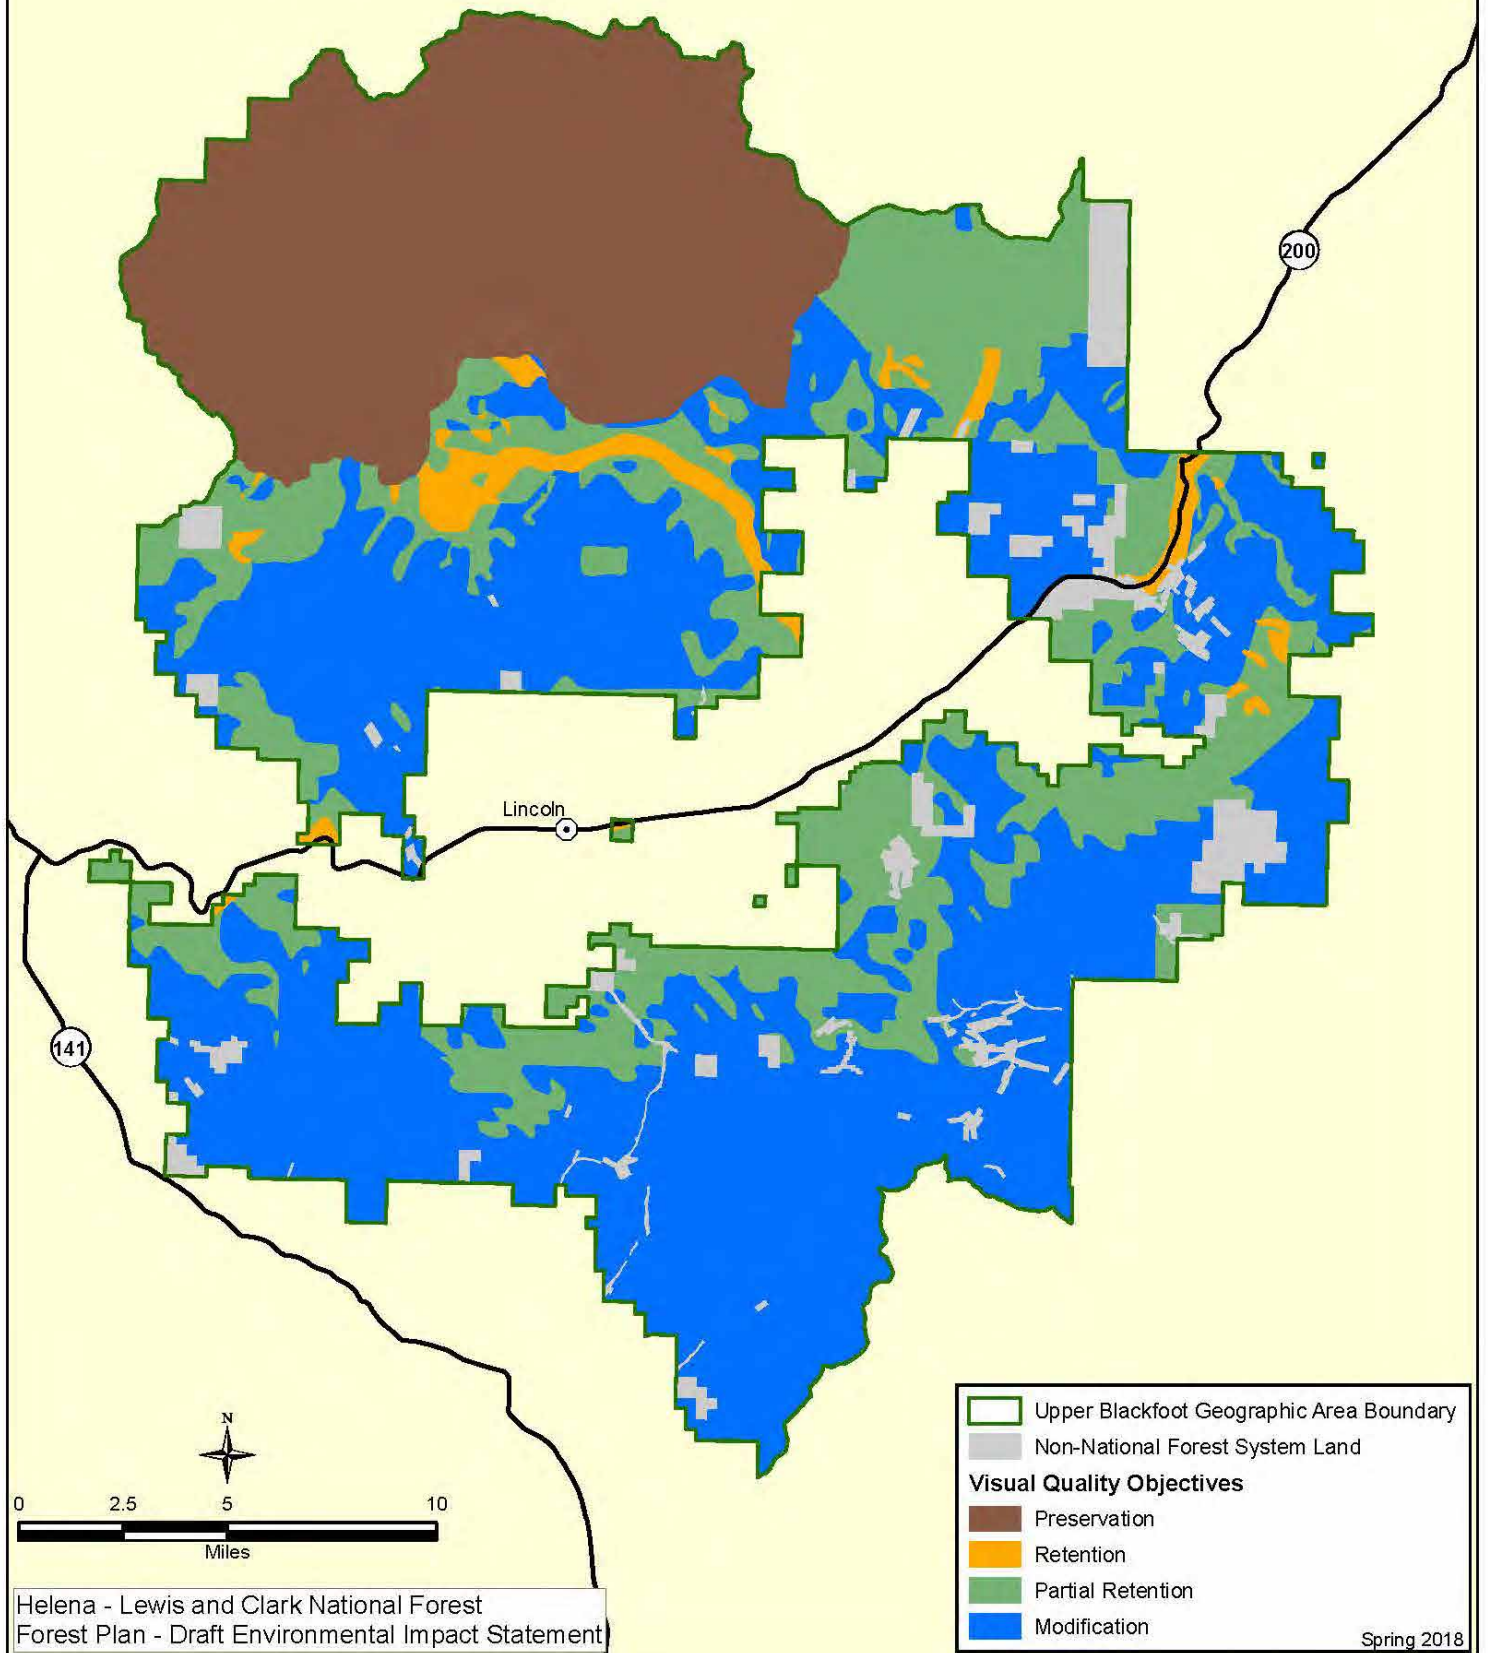 200
Lincoln
141
N
0 2.5 5 10
Miles
Helena - Lewis and Clark National Forest
Forest Plan - Draft Environmental Impact Statement
Upper Blackfoot Geographic Area Boundary
Non-National Forest System Land
Visual Quality Objectives
Preservation
Retention
Partial Retention
Modification
Spring 2018